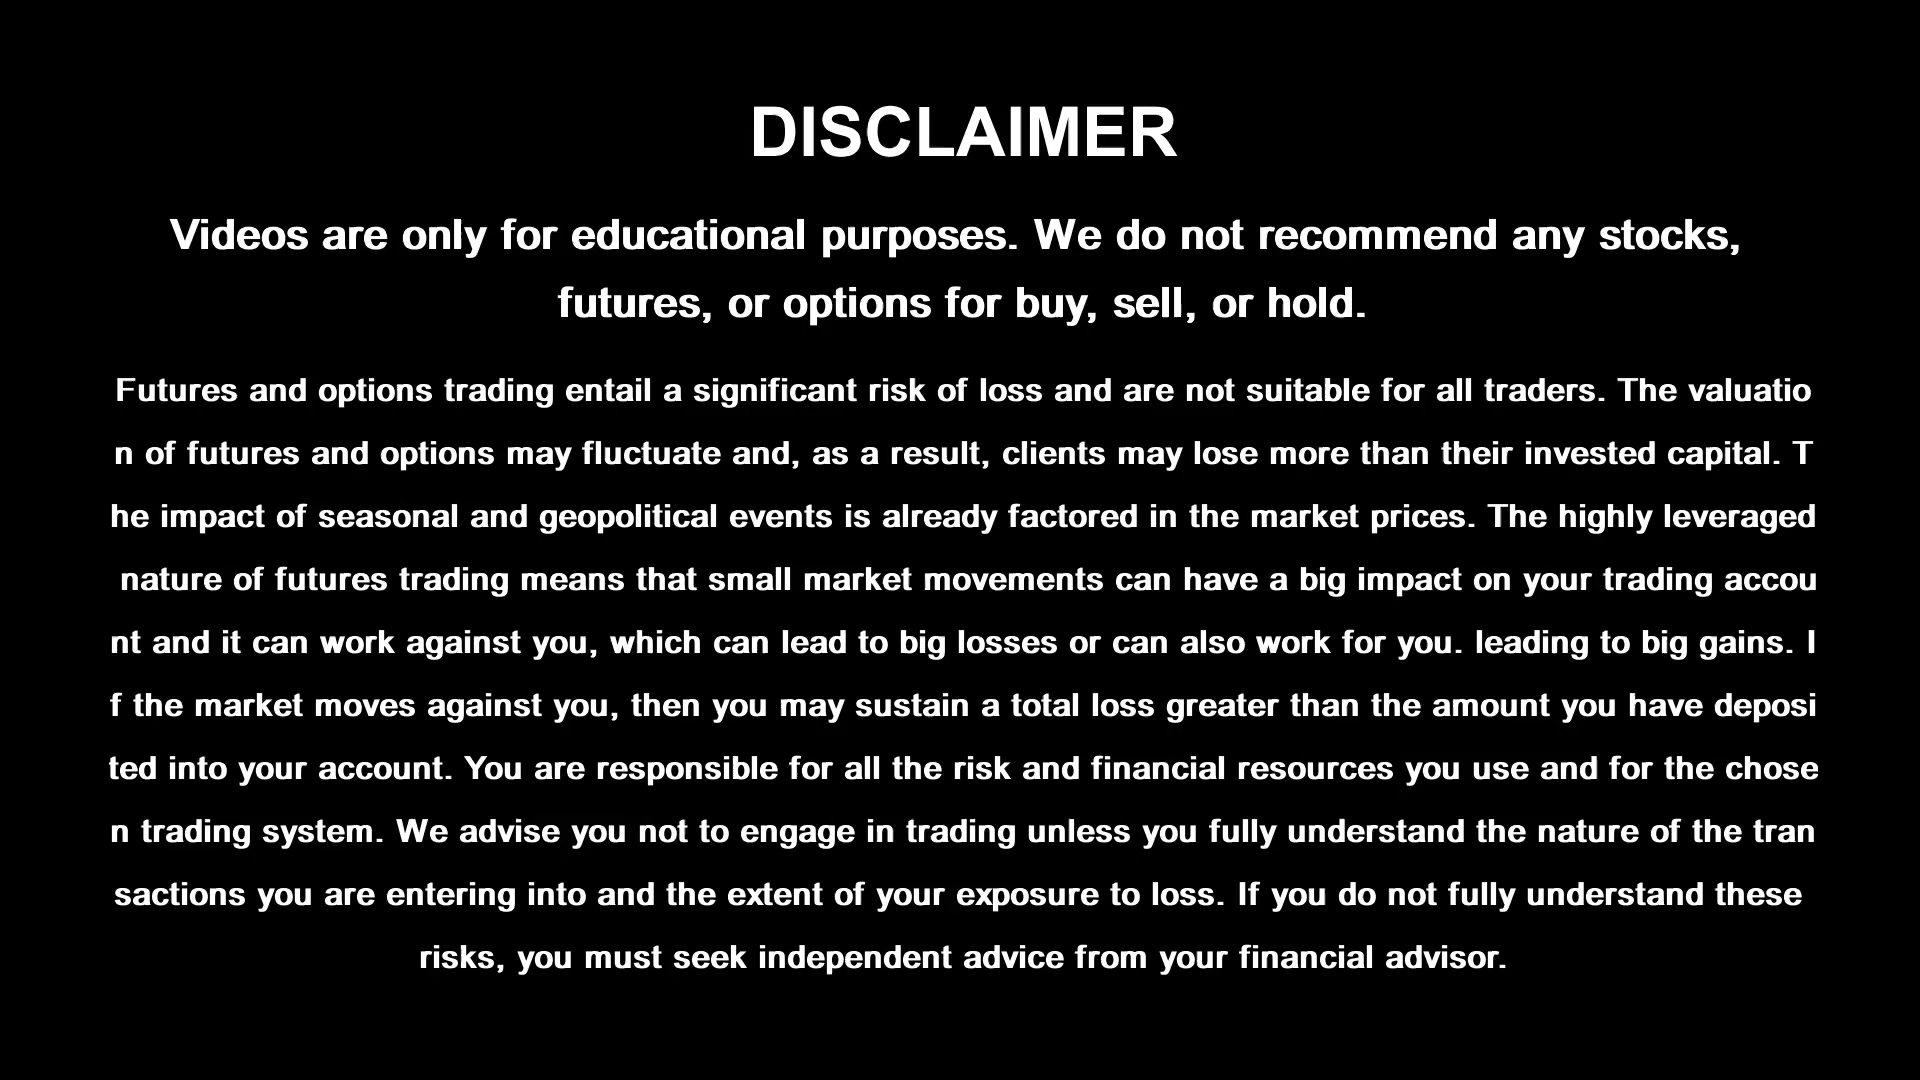 DISCLAIMER
Videos are only for educational purposes. We do not recommend any stocks,
futures, or options for buy, sell, or hold.
Futures and options trading entail a significant risk of loss and are not suitable for all traders. The valuatio
n of futures and options may fluctuate and, as a result, clients may lose more than their invested capital. T
he impact of seasonal and geopolitical events is already factored in the market prices. The highly leveraged
nature of futures trading means that small market movements can have a big impact on your trading accou
nt and it can work against you, which can lead to big losses or can also work for you. leading to big gains. I
f the market moves against you, then you may sustain a total loss greater than the amount you have deposi
ted into your account. You are responsible for all the risk and financial resources you use and for the chose
n trading system. We advise you not to engage in trading unless you fully understand the nature of the tran
sactions you are entering into and the extent of your exposure to loss. If you do not fully understand these
risks, you must seek independent advice from your financial advisor.